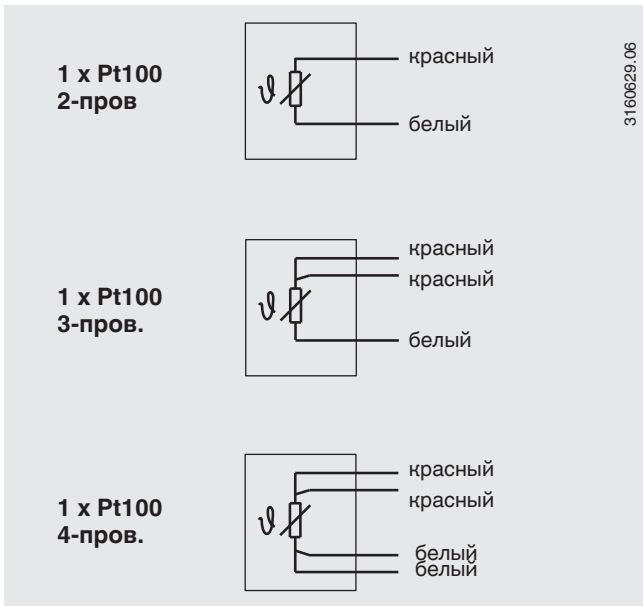 1 x Pt100
2-пров
красный
белый
3160629.06
1 x Pt100
3-пров.
красный
красный
белый
1 x Pt100
4-пров.
красный
красный
белый
белый
ϑ
ϑ
ϑ